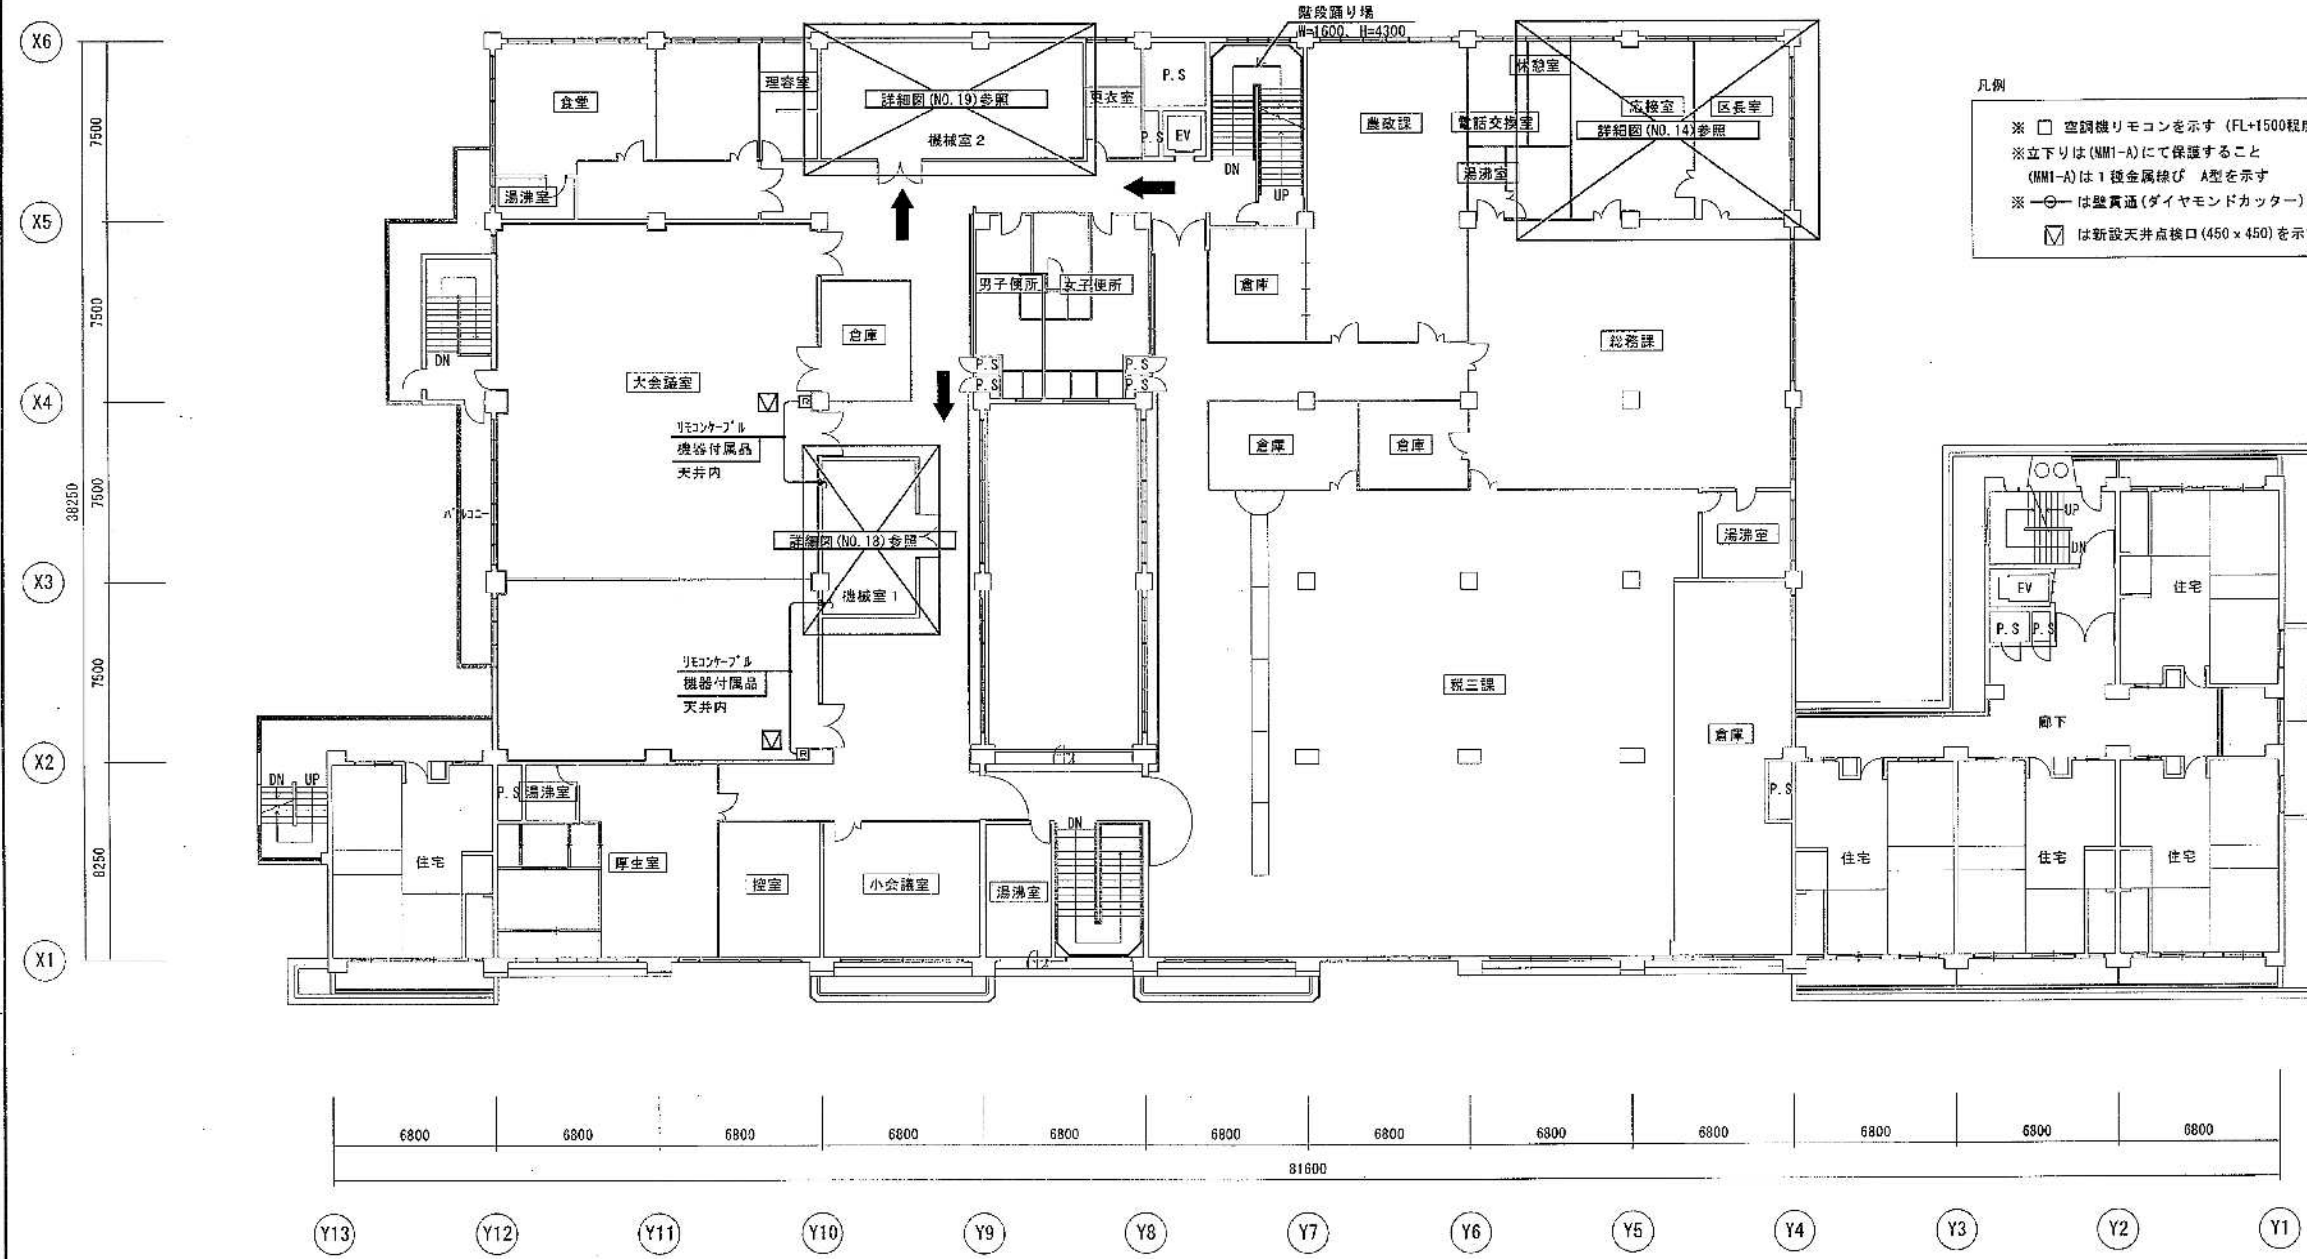 階段踊り場
W=1600、H=4300
X6
理容室
食堂
詳細図(NO.19)参照
更衣室
P.S
機械室2
P.S
EV
DN
UP
湯沸室
農政課
休憩室
電話交換室
湯沸室
応接室
区長室
詳細図(NO.14)参照
凡例
※ □ 空調機リモコンを示す (FL+1500程度
※立下りは(MM1-A)にて保護すること
(MM1-A)は1種金属線ぴ A型を示す
※ は壁貫通(ダイヤモンドカッター)
は新設天井点検口(450x450)を示
7500
X5
7500
DN
倉庫
大会議室
男子便所
女子便所
P.S
P.S
P.S
P.S
倉庫
総務課
X4
R
リモコンケーブル
機器付属品
天井内
倉庫
倉庫
38250
7500
バルコニー
詳細図(NO.18)参照
機械室1
湯沸室
UP
DN
EV
P.S
P.S
住宅
X3
7500
リモコンケーブル
機器付属品
天井内
R
税三課
倉庫
廊下
X2
DN
UP
P.S
湯沸室
8250
住宅
厚生室
控室
小会議室
湯沸室
DN
P.S
住宅
住宅
住宅
X1
6800
6800
6800
6800
6800
6800
6800
6800
6800
6800
6800
6800
81600
Y13
Y12
Y11
Y10
Y9
Y8
Y7
Y6
Y5
Y4
Y3
Y2
Y1